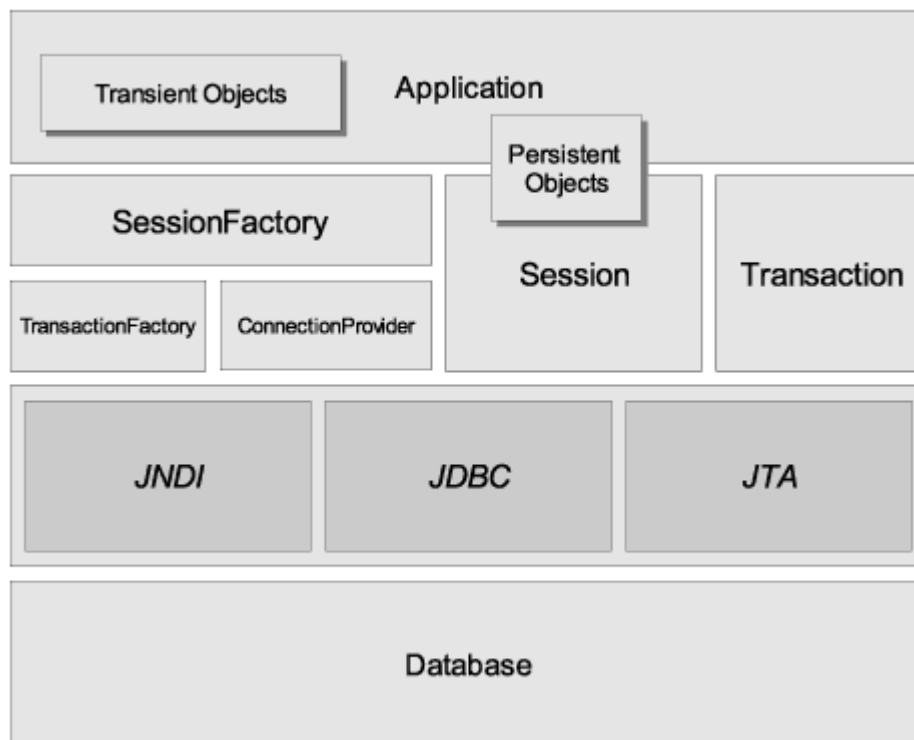 Transient Objects
Application
Persistent
Objects
SessionFactory
Session
Transaction
TransactionFactory
ConnectionProvider
JNDI
JDBC
JTA
Database